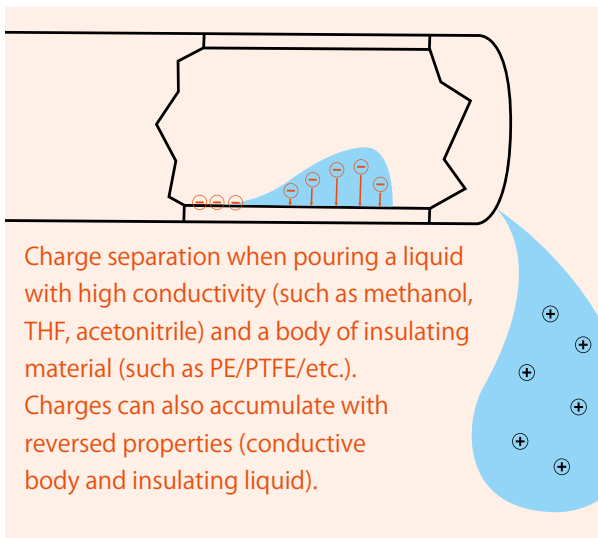 Charge separation when pouring a liquid
with high conductivity (such as methanol,
THF, acetonitrile) and a body of insulating
material (such as PE/PTFE/etc.).
Charges can also accumulate with
reversed properties (conductive
body and insulating liquid).